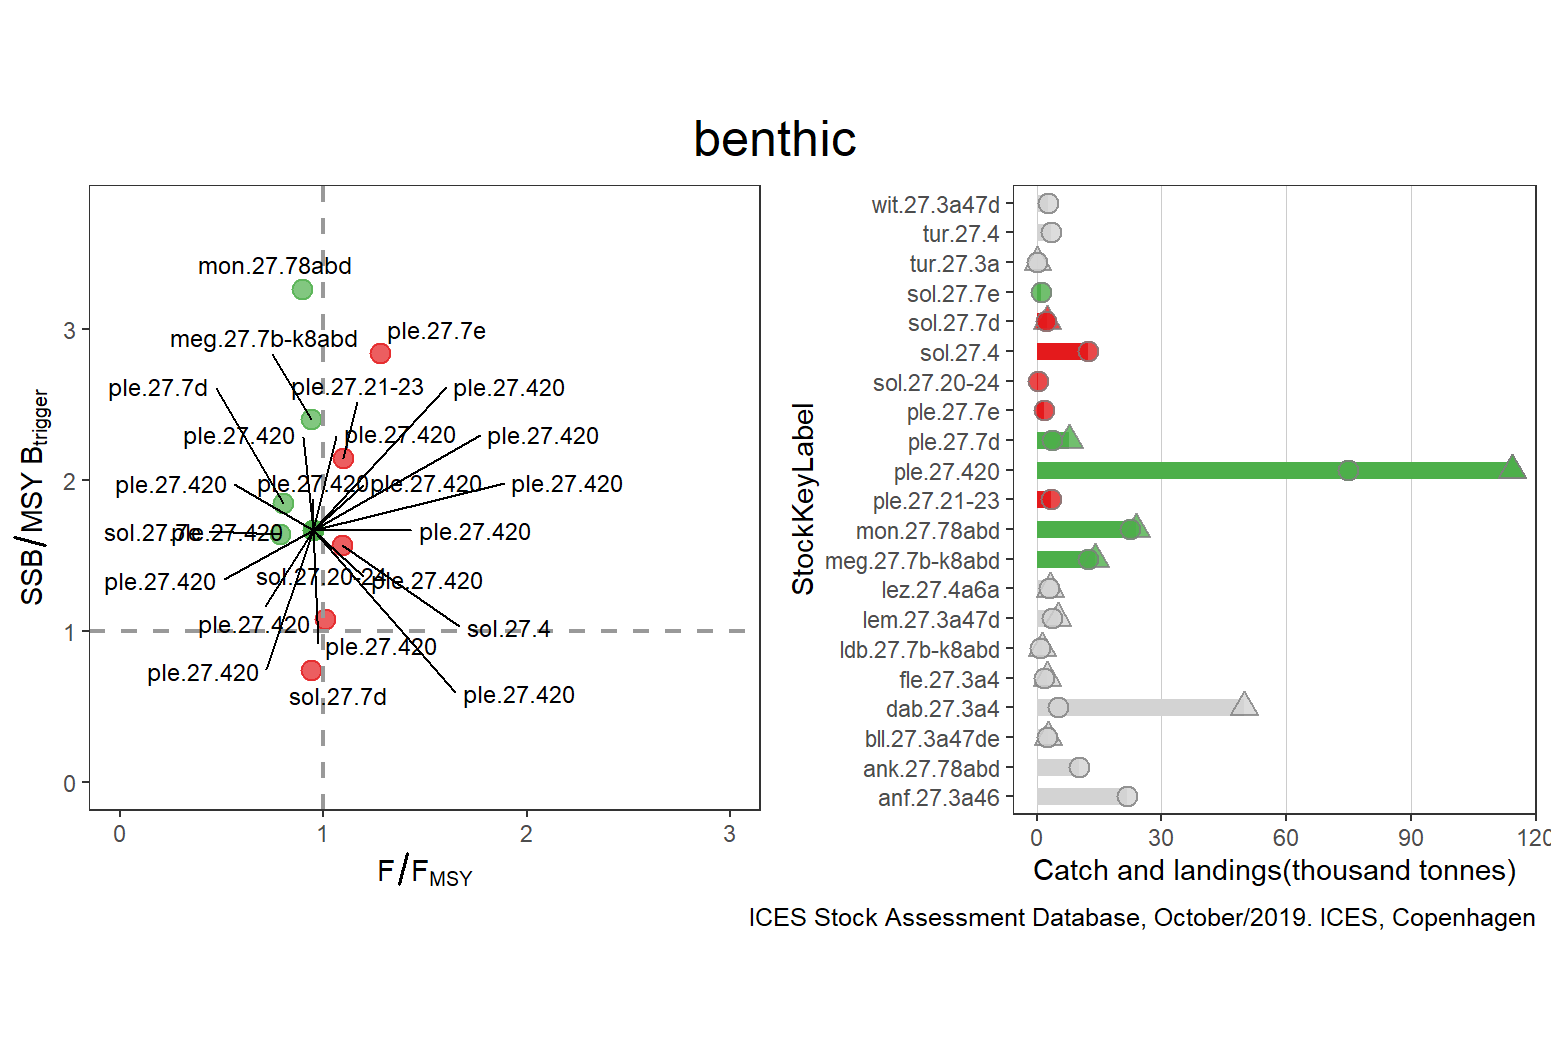 benthic
mon.27.78abd
ple.27.7e
meg.27.7b-k8abd
ple.27.7d
ple.27.21-23
ple.27.420
ple.27.420
ple.27.420
ple.27.420
ple.27.420
ple.27.420
ple.27.420
ple.27.420
sol.27.7e
ple.27.420
ple.27.420
ple.27.420
sol.27.20-24
ple.27.420
ple.27.420
sol.27.4
ple.27.420
ple.27.420
sol.27.7d
ple.27.420
SSB/MSY Btrigger
3
2
1
0
0
1
2
3
F/FMSY
StockKeyLabel
wit.27.3a47d
tur.27.4
tur.27.3a
sol.27.7e
sol.27.7d
sol.27.4
sol.27.20-24
ple.27.7e
ple.27.7d
ple.27.420
ple.27.21-23
mon.27.78abd
meg.27.7b-k8abd
lez.27.4a6a
lem.27.3a47d
ldb.27.7b-k8abd
fle.27.3a4
dab.27.3a4
bll.27.3a47de
ank.27.78abd
anf.27.3a46
0
30
60
90
120
Catch and landings(thousand tonnes)
ICES Stock Assessment Database, October/2019. ICES, Copenhagen